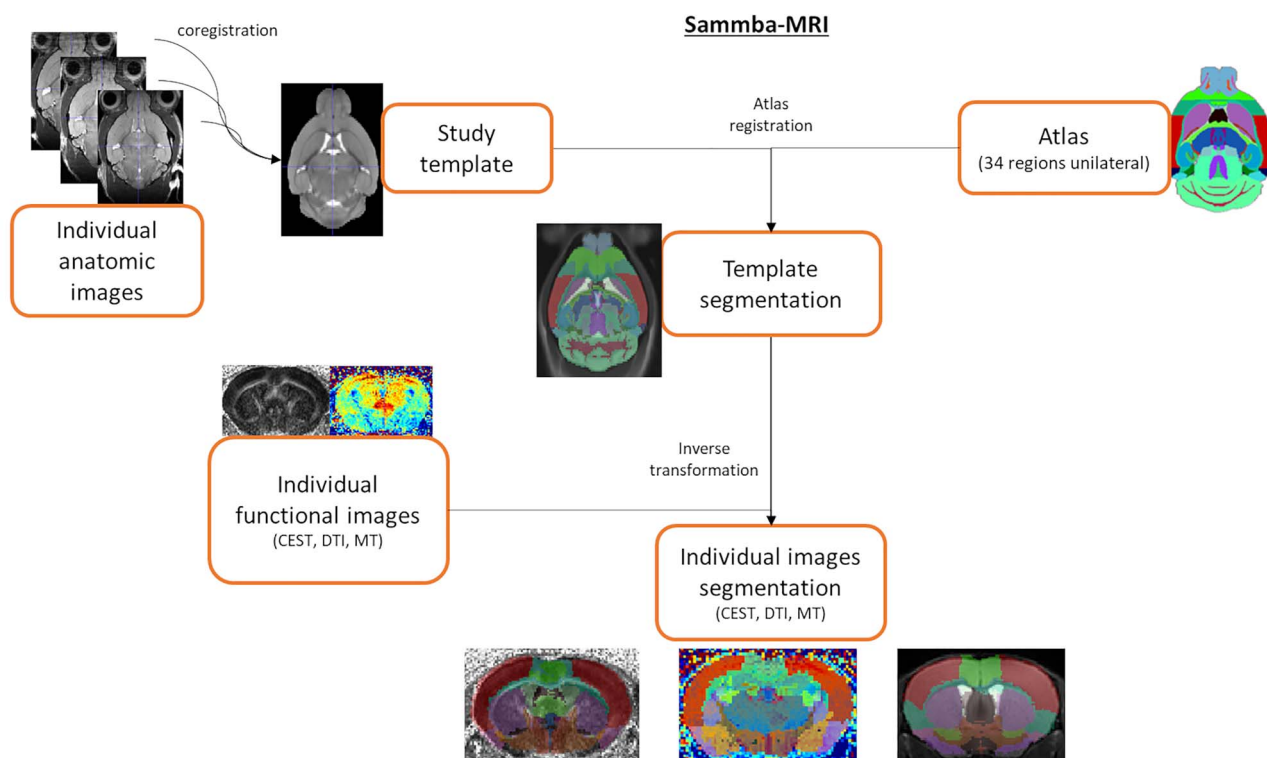 Sammba-MRI
coregistration
Study
template
Atlas
registration
Atlas
(34 regions unilateral)
Individual
anatomic
images
Template
segmentation
Inverse
transformation
Individual
functional images
(CEST, DTI, MT)
Individual images
segmentation
(CEST, DTI, MT)